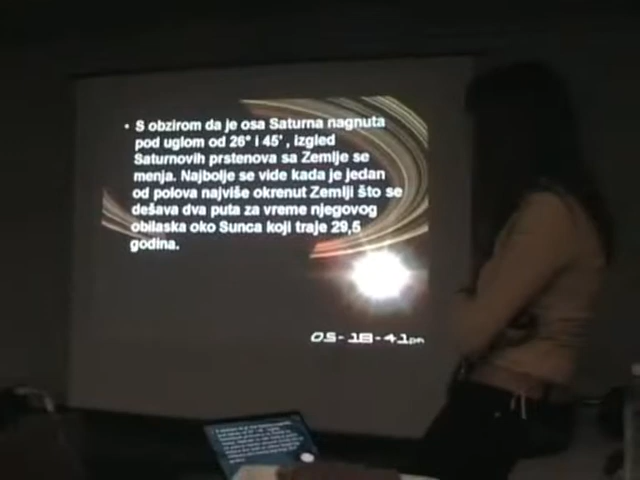 • S obzirom da je osa Saturna nagnuta
pod uglom od 26° i 45', izgled
Saturnovih prstenova sa Zemlje se
menja. Najbolje se vide kada je jedan
od polova najviše okrenut Zemlji što se
dešava dva puta za vreme njegovog
obilaska oko Sunca koji traje 29,5
godina.
05-18-41pm